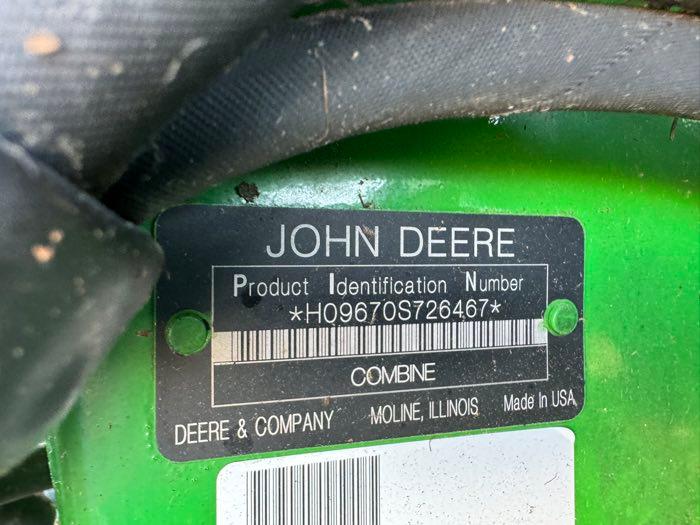 JOHN DEERE
Product Identification Number
*H09670S726467*
COMBINE
DEERE & COMPANY MOLINE, ILLINOIS Made In USA